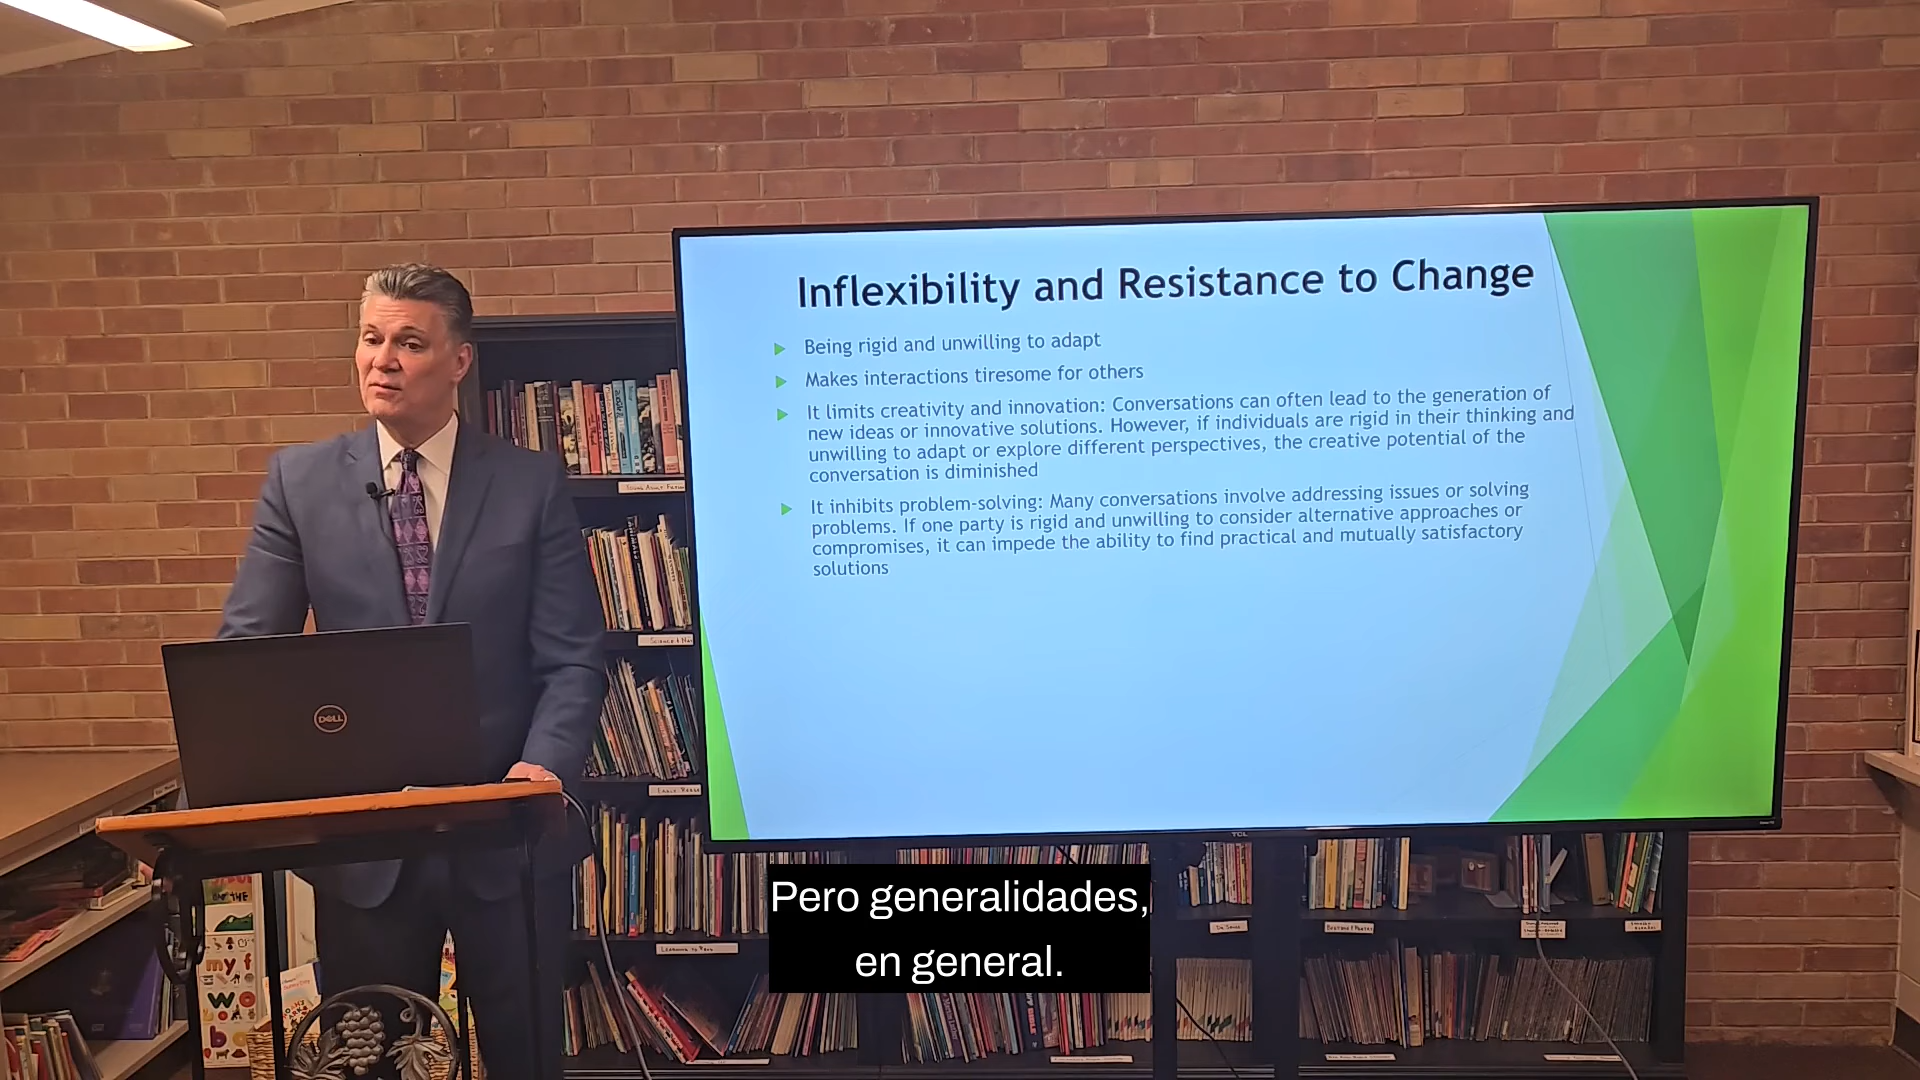 Inflexibility and Resistance to Change
Being rigid and unwilling to adapt
Makes interactions tiresome for others
It limits creativity and innovation: Conversations can often lead to the generation of
new ideas or innovative solutions. However, if individuals are rigid in their thinking and
unwilling to adapt or explore different perspectives, the creative potential of the
conversation is diminished
It inhibits problem-solving: Many conversations involve addressing issues or solving
problems. If one party is rigid and unwilling to consider alternative approaches or
compromises, it can impede the ability to find practical and mutually satisfactory
solutions
Young Adult Fiction
DELL
TCL
my f
Pero generalidades,
en general.